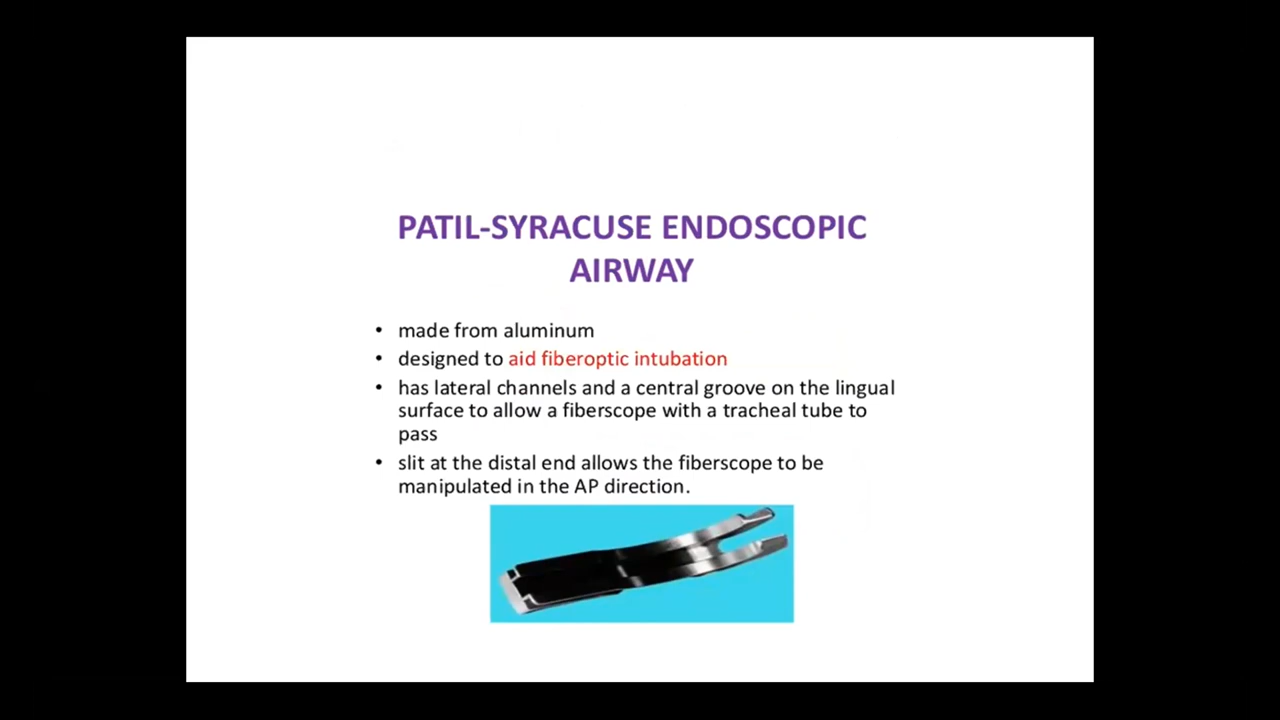 PATIL-SYRACUSE ENDOSCOPIC
AIRWAY
• made from aluminum
• designed to aid fiberoptic intubation
• has lateral channels and a central groove on the lingual
surface to allow a fiberscope with a tracheal tube to
pass
• slit at the distal end allows the fiberscope to be
manipulated in the AP direction.